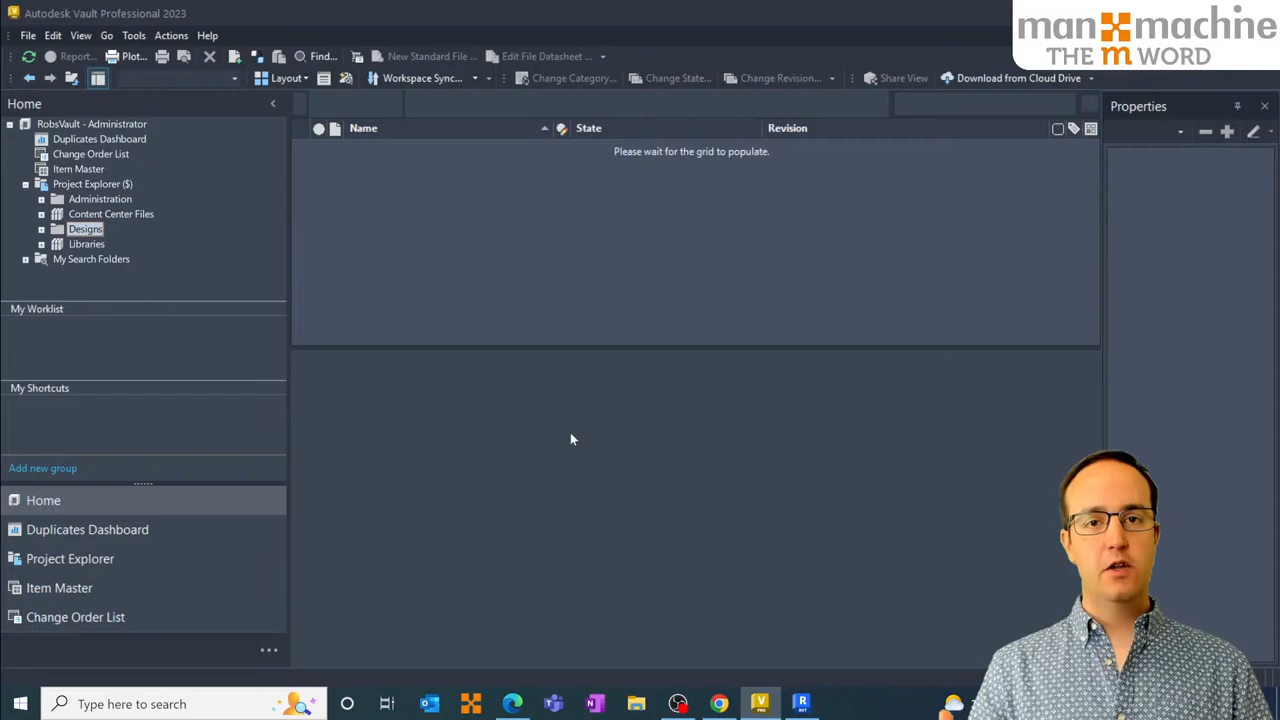 Autodesk Vault Professional 2023
man machine
THE m WORD
File Edit View Go Tools Actions Help
Report... Plot... Find... New Standard File... Edit File Datasheet...
Layout Workspace Sync... Change Category... Change State... Change Revision... Share View Download from Cloud Drive
Home
RobsVault - Administrator
Duplicates Dashboard
Change Order List
Item Master
Project Explorer ($)
Administration
Content Center Files
Designs
Libraries
My Search Folders
Name State Revision
Please wait for the grid to populate.
Properties
My Worklist
My Shortcuts
Add new group
Home
Duplicates Dashboard
Project Explorer
Item Master
Change Order List
Type here to search